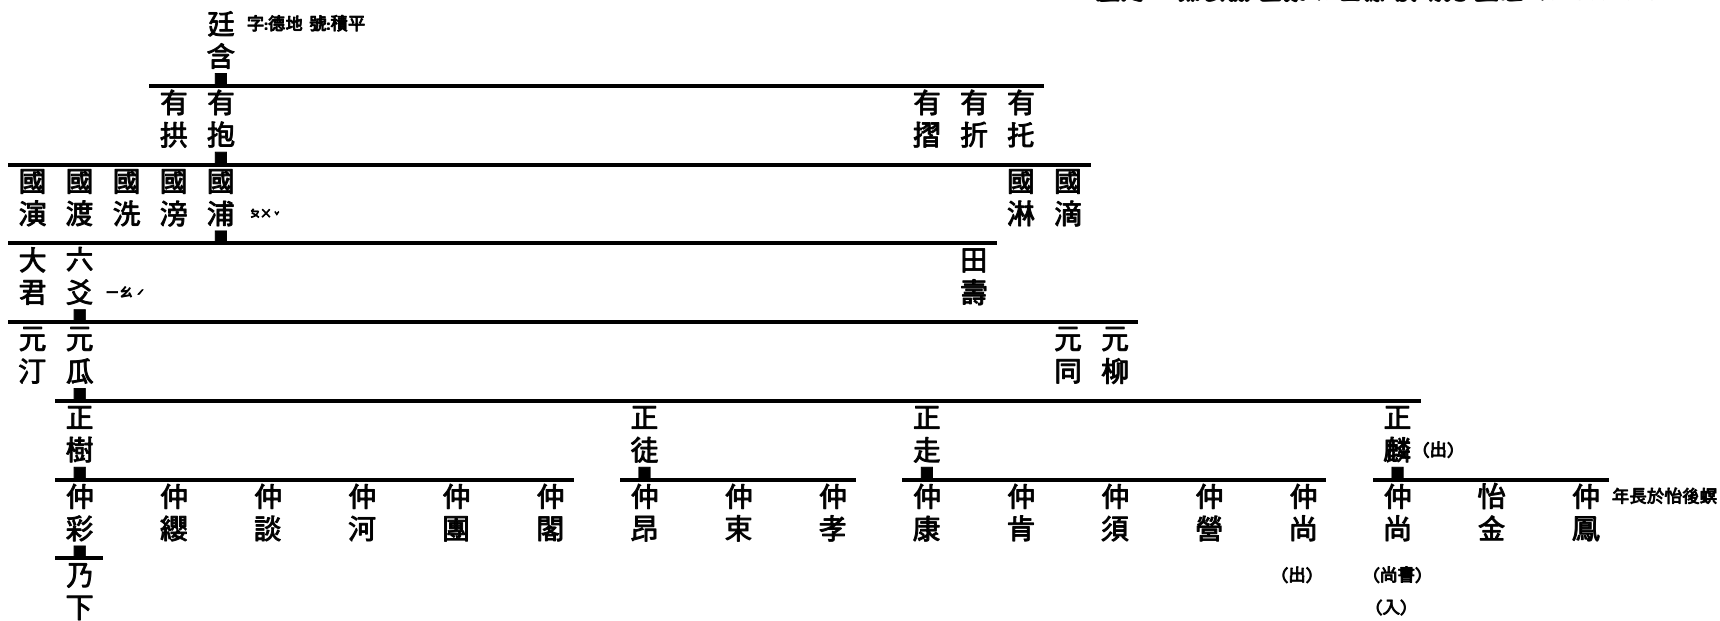 廷含 字:德地 號:積平
有拱 有抱 有摺 有折 有托
國演 國渡 國洗 國滂 國浦 ㄆㄨˇ 國淋 國滴
大君 六爻 ㄧㄠˊ 田壽
元汀 元瓜 元同 元柳
正樹 正徒 正走 正麟 (出)
仲彩 仲纓 仲談 仲河 仲團 仲閣 仲昂 仲束 仲孝 仲康 仲肯 仲須 仲營 仲尚 仲尚 怡金 仲鳳 年長於怡後螟
乃下 (出) (尚書)
(入)